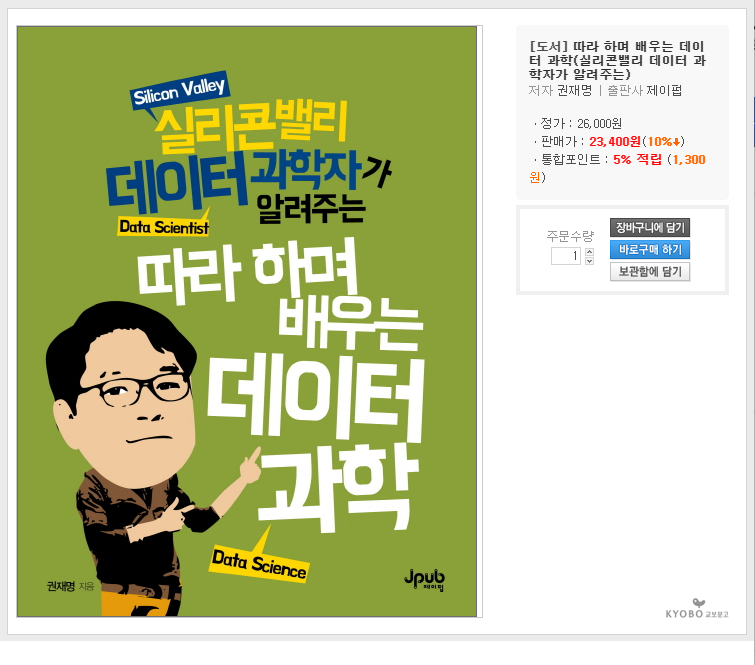 Silicon Valley
실리콘밸리
데이터 과학자가
알려주는
Data Scientist
따라 하며
배우는
데이터
과학
Data Science
권재명 지음
Jpub
제이펍
[도서] 따라 하며 배우는 데이
터 과학(실리콘밸리 데이터 과
학자가 알려주는)
저자 권재명 | 출판사 제이펍
· 정가 : 26,000원
· 판매가 : 23,400원(10%↓)
· 통합포인트 : 5% 적립 (1,300
원)
주문수량
1
장바구니에 담기
바로구매 하기
보관함에 담기
KYOBO 교보문고